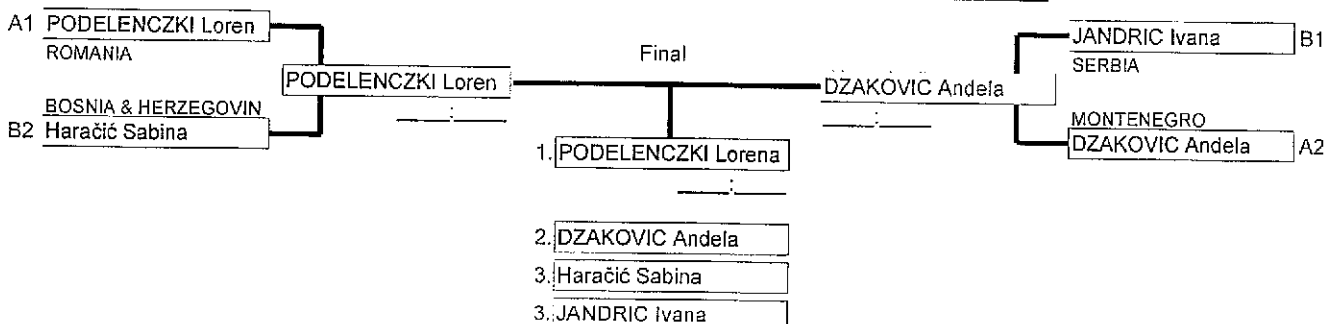 A1 PODELENCZKI Loren
ROMANIA
PODELENCZKI Loren
BOSNIA & HERZEGOVIN
B2 Haračić Sabina
Final
JANDRIC Ivana B1
SERBIA
DZAKOVIC Andela
MONTENEGRO
DZAKOVIC Andela A2
1. PODELENCZKI Lorena
2. DZAKOVIC Andela
3. Haračić Sabina
3. JANDRIC Ivana